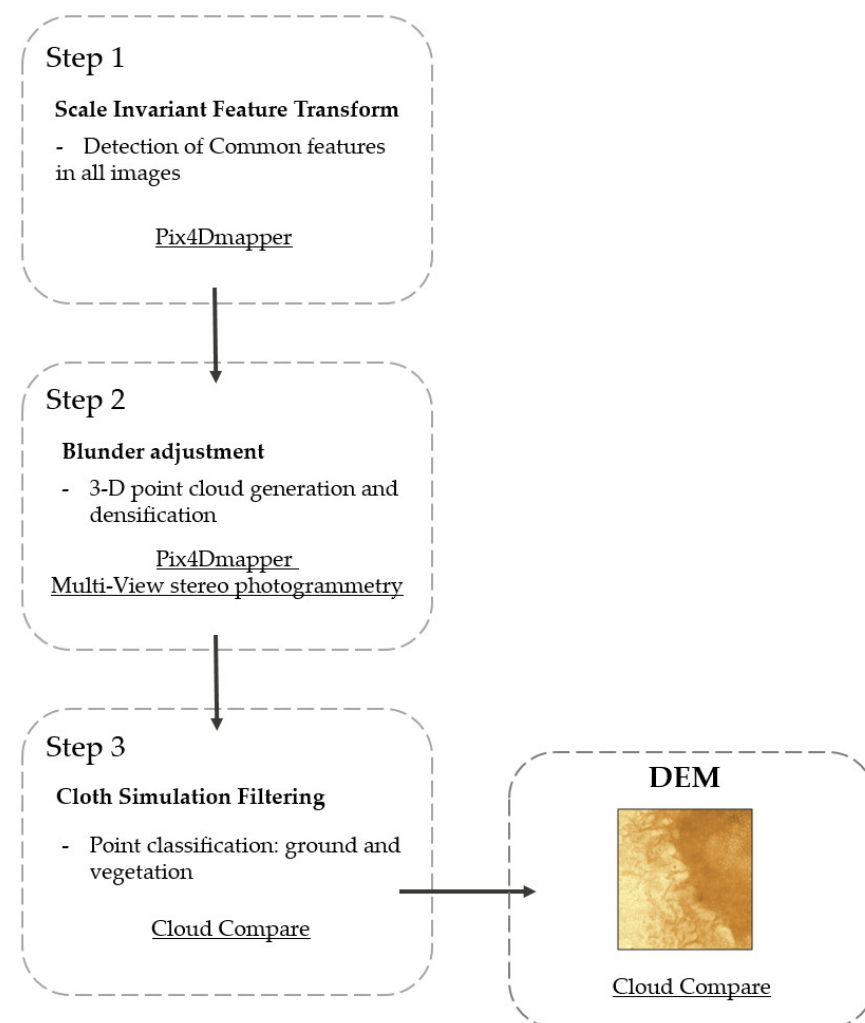 Step 1
Scale Invariant Feature Transform
- Detection of Common features
in all images
Pix4Dmapper
Step 2
Blunder adjustment
- 3-D point cloud generation and
densification
Pix4Dmapper
Multi-View stereo photogrammetry
Step 3
Cloth Simulation Filtering
- Point classification: ground and
vegetation
Cloud Compare
DEM
Cloud Compare